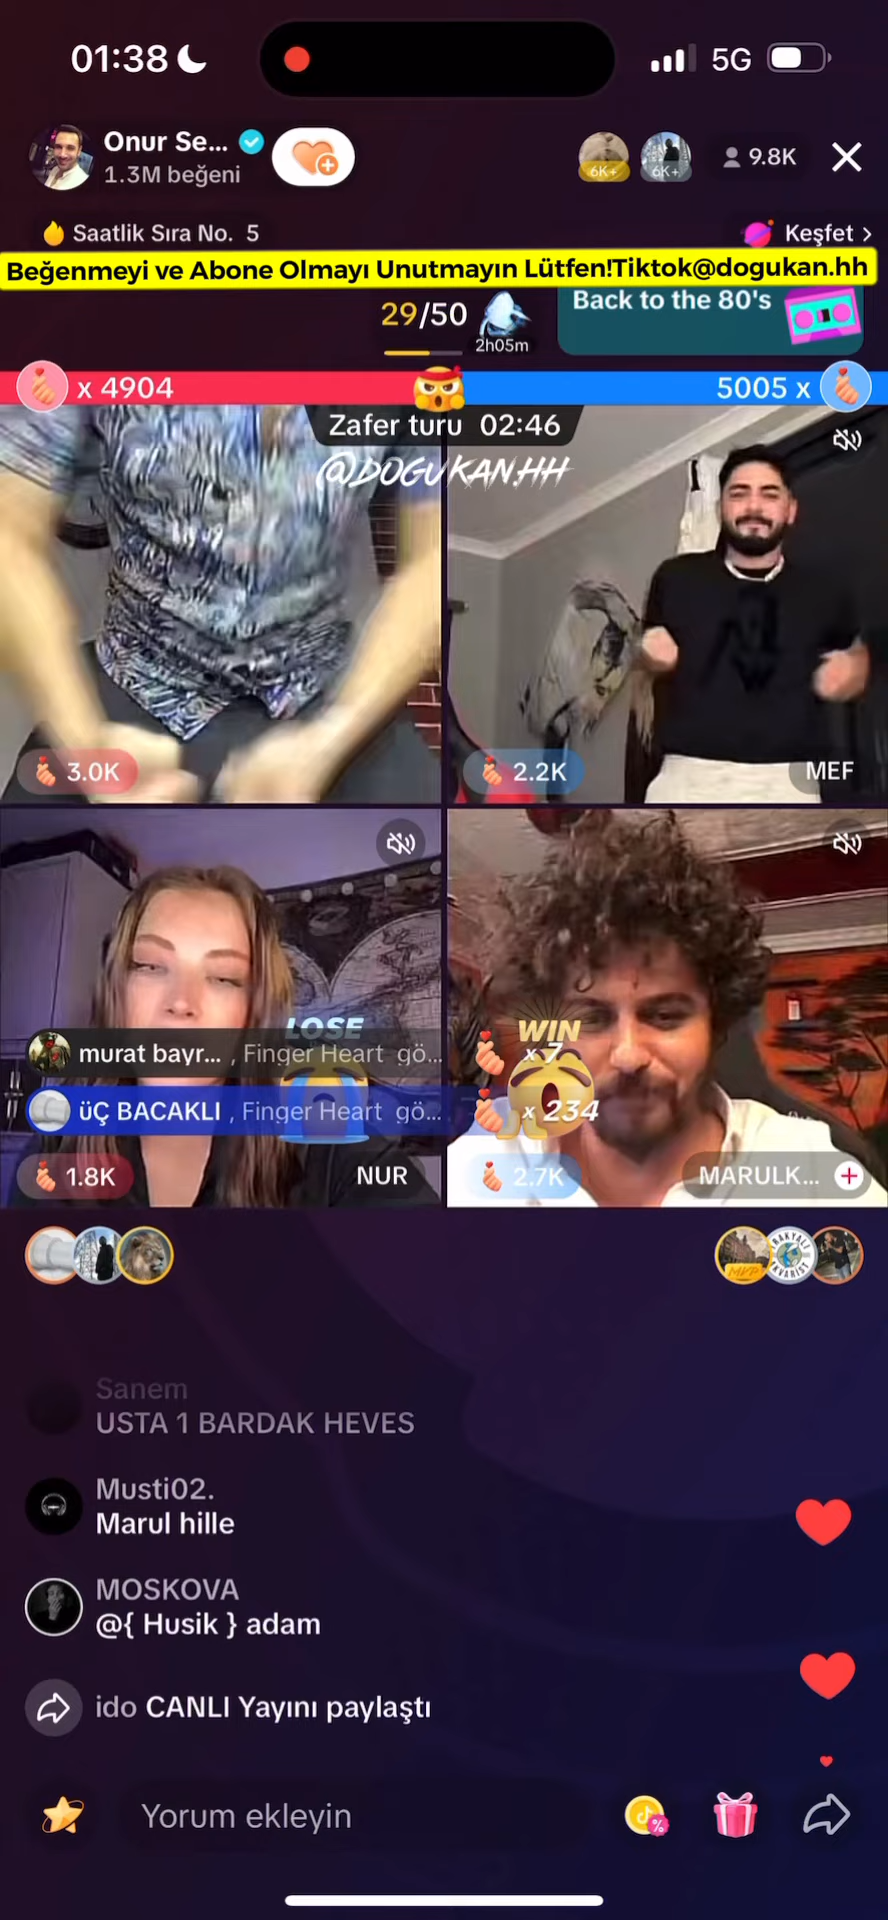 01:38
5G
Onur Se...
1.3M beğeni
6K+
6K+
9.8K
Saatlik Sıra No. 5
Keşfet >
Beğenmeyi ve Abone Olmayı Unutmayın Lütfen!Tiktok@dogukan.hh
29/50
2h05m
Back to the 80's
x 4904
5005 x
Zafer turu 02:46
@DOGUKAN.HH
3.0K
2.2K
MEF
LOSE
WIN
murat bayr... , Finger Heart gö...
x 7
ÜÇ BACAKLI , Finger Heart gö...
x 234
1.8K
NUR
2.7K
MARULK...
MVP
Sanem
USTA 1 BARDAK HEVES
Musti02.
Marul hille
MOSKOVA
@{ Husik } adam
ido CANLI Yayını paylaştı
Yorum ekleyin